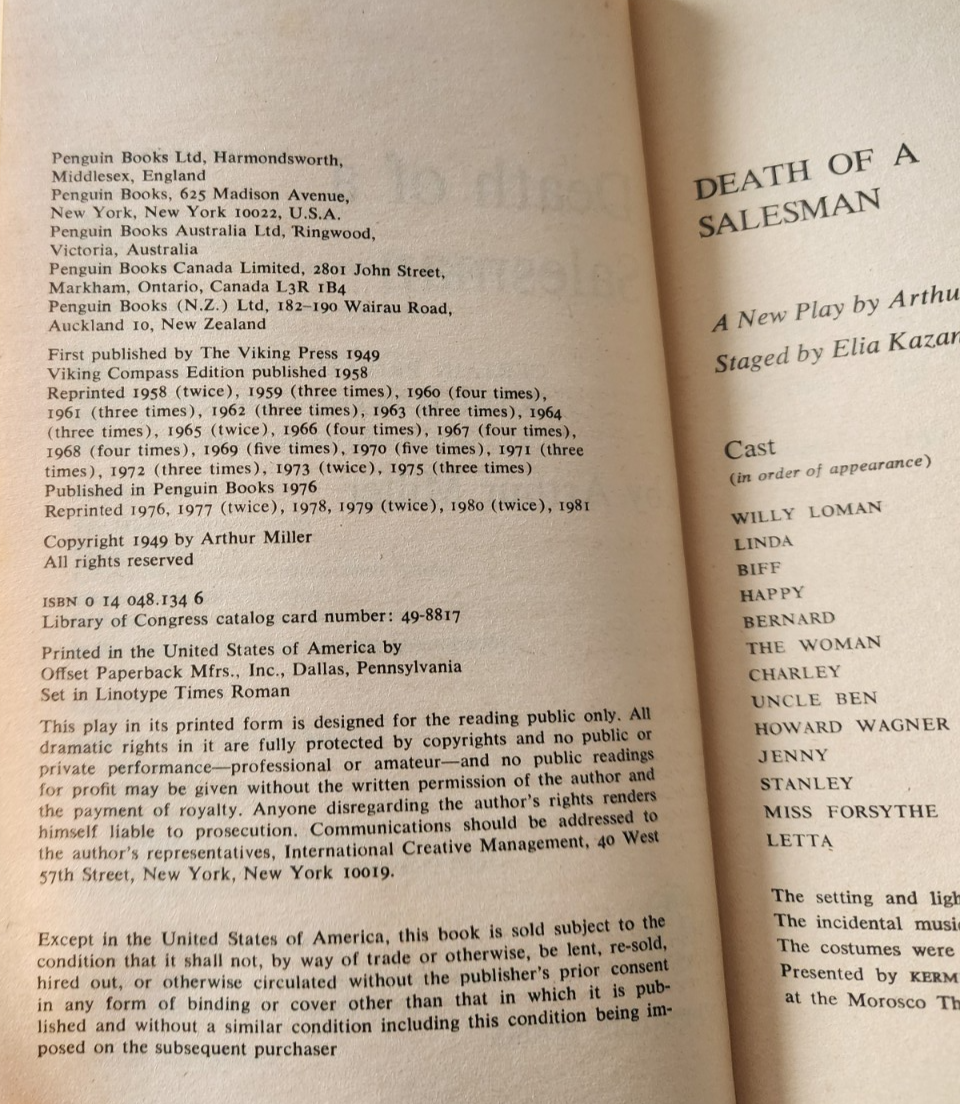 Penguin Books Ltd, Harmondsworth,
Middlesex, England
Penguin Books, 625 Madison Avenue,
New York, New York 10022, U.S.A.
Penguin Books Australia Ltd, Ringwood,
Victoria, Australia
Penguin Books Canada Limited, 2801 John Street,
Markham, Ontario, Canada L3R 1B4
Penguin Books (N.Z.) Ltd, 182–190 Wairau Road,
Auckland 10, New Zealand
First published by The Viking Press 1949
Viking Compass Edition published 1958
Reprinted 1958 (twice), 1959 (three times), 1960 (four times),
1961 (three times), 1962 (three times), 1963 (three times), 1964
(three times), 1965 (twice), 1966 (four times), 1967 (four times),
1968 (four times), 1969 (five times), 1970 (five times), 1971 (three
times), 1972 (three times), 1973 (twice), 1975 (three times)
Published in Penguin Books 1976
Reprinted 1976, 1977 (twice), 1978, 1979 (twice), 1980 (twice), 1981
Copyright 1949 by Arthur Miller
All rights reserved
ISBN 0 14 048.134 6
Library of Congress catalog card number: 49-8817
Printed in the United States of America by
Offset Paperback Mfrs., Inc., Dallas, Pennsylvania
Set in Linotype Times Roman
This play in its printed form is designed for the reading public only. All
dramatic rights in it are fully protected by copyrights and no public or
private performance—professional or amateur—and no public readings
for profit may be given without the written permission of the author and
the payment of royalty. Anyone disregarding the author's rights renders
himself liable to prosecution. Communications should be addressed to
the author's representatives, International Creative Management, 40 West
57th Street, New York, New York 10019.
Except in the United States of America, this book is sold subject to the
condition that it shall not, by way of trade or otherwise, be lent, re-sold,
hired out, or otherwise circulated without the publisher's prior consent
in any form of binding or cover other than that in which it is pub-
lished and without a similar condition including this condition being im-
posed on the subsequent purchaser
DEATH OF A
SALESMAN
A New Play by Arthu
Staged by Elia Kazan
Cast
(in order of appearance)
WILLY LOMAN
LINDA
BIFF
HAPPY
BERNARD
THE WOMAN
CHARLEY
UNCLE BEN
HOWARD WAGNER
JENNY
STANLEY
MISS FORSYTHE
LETTA
The setting and ligh
The incidental musi
The costumes were
Presented by KERM
at the Morosco Th